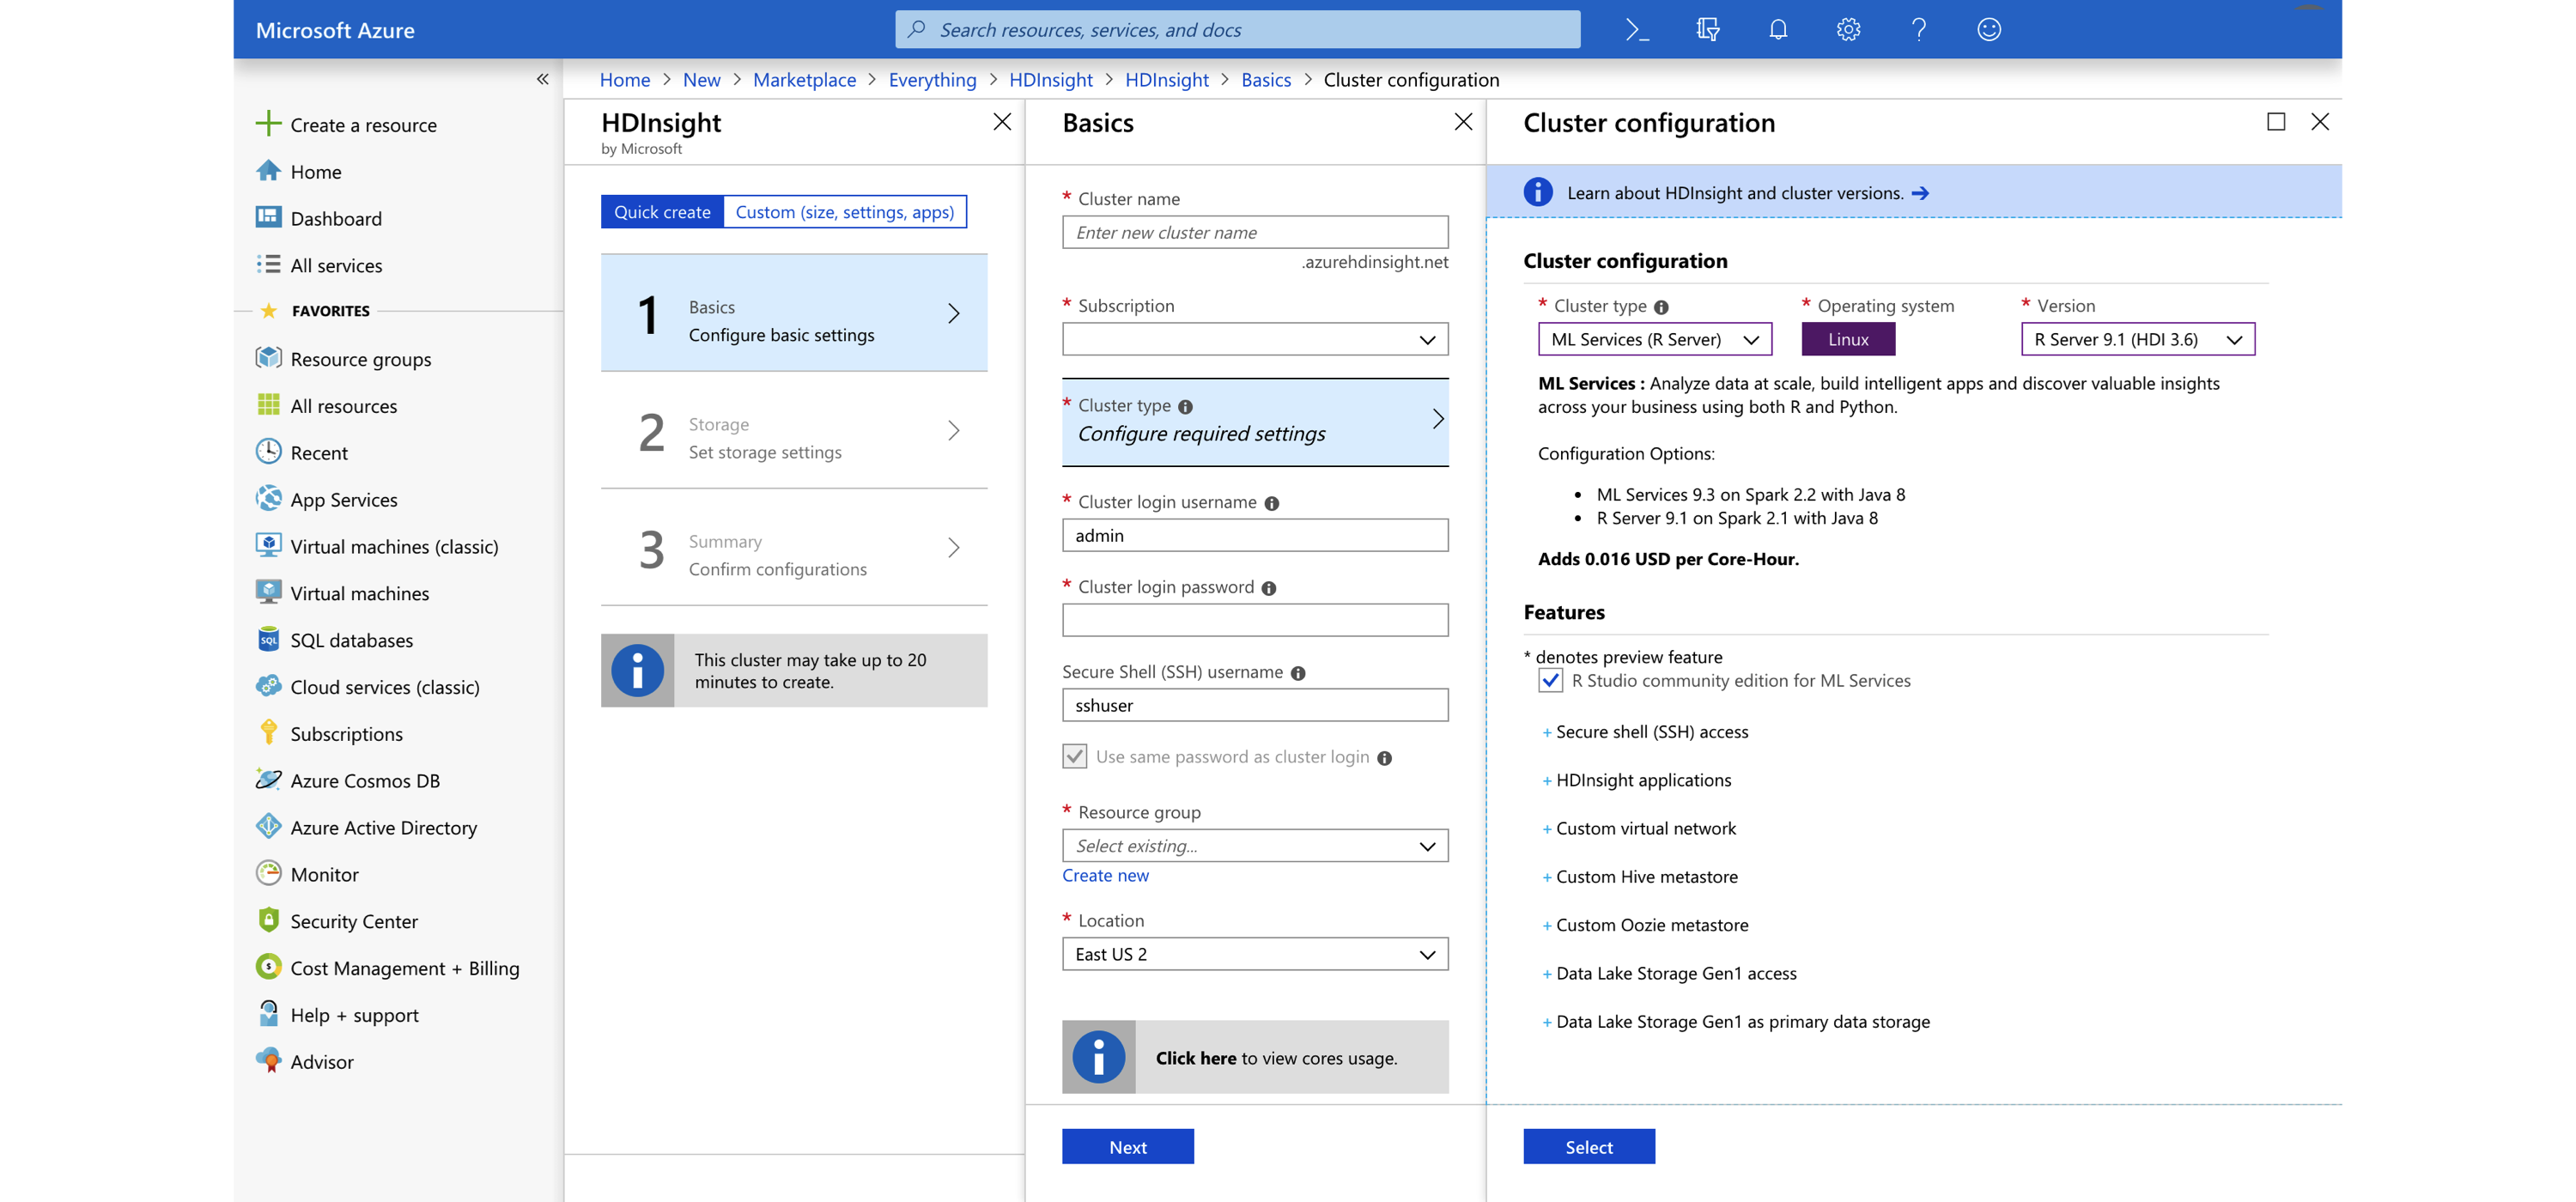 Microsoft Azure
Search resources, services, and docs
Home > New > Marketplace > Everything > HDInsight > HDInsight > Basics > Cluster configuration
Create a resource
Home
Dashboard
All services
FAVORITES
Resource groups
All resources
Recent
App Services
Virtual machines (classic)
Virtual machines
SQL databases
Cloud services (classic)
Subscriptions
Azure Cosmos DB
Azure Active Directory
Monitor
Security Center
Cost Management + Billing
Help + support
Advisor
HDInsight
by Microsoft
Quick create
Custom (size, settings, apps)
1
Basics
Configure basic settings
2
Storage
Set storage settings
3
Summary
Confirm configurations
This cluster may take up to 20
minutes to create.
Basics
* Cluster name
Enter new cluster name
.azurehdinsight.net
* Subscription
* Cluster type
Configure required settings
* Cluster login username
admin
* Cluster login password
Secure Shell (SSH) username
sshuser
Use same password as cluster login
* Resource group
Select existing...
Create new
* Location
East US 2
Click here to view cores usage.
Next
Cluster configuration
Learn about HDInsight and cluster versions. →
Cluster configuration
* Cluster type
ML Services (R Server)
* Operating system
Linux
* Version
R Server 9.1 (HDI 3.6)
ML Services : Analyze data at scale, build intelligent apps and discover valuable insights
across your business using both R and Python.
Configuration Options:
• ML Services 9.3 on Spark 2.2 with Java 8
• R Server 9.1 on Spark 2.1 with Java 8
Adds 0.016 USD per Core-Hour.
Features
* denotes preview feature
R Studio community edition for ML Services
+ Secure shell (SSH) access
+ HDInsight applications
+ Custom virtual network
+ Custom Hive metastore
+ Custom Oozie metastore
+ Data Lake Storage Gen1 access
+ Data Lake Storage Gen1 as primary data storage
Select